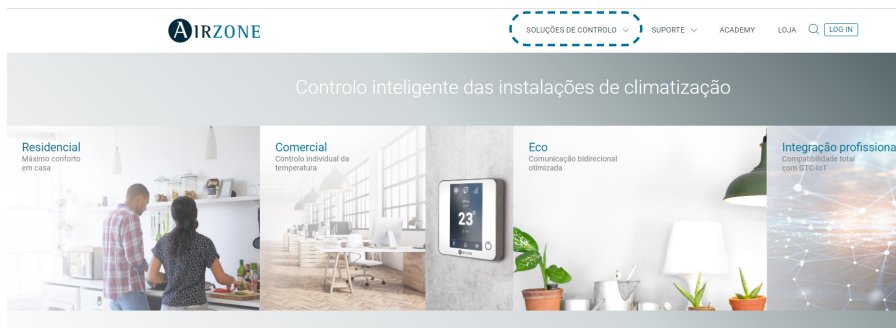 AIRZONE
SOLUÇÕES DE CONTROLO
SUPORTE
ACADEMY
LOJA
LOG IN
Controlo inteligente das instalações de climatização
Residencial
Máximo conforto
em casa
Comercial
Controlo individual da
temperatura
23°
AIRZONE
Eco
Comunicação bidirecional
otimizada
Integração profissiona
Compatibilidade total
com GTC-IoT